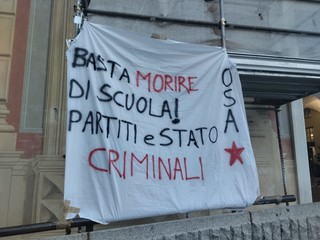 BASTA MORIRE
DI SCUOLA!
PARTITI e STATO
CRIMINALI
OSA